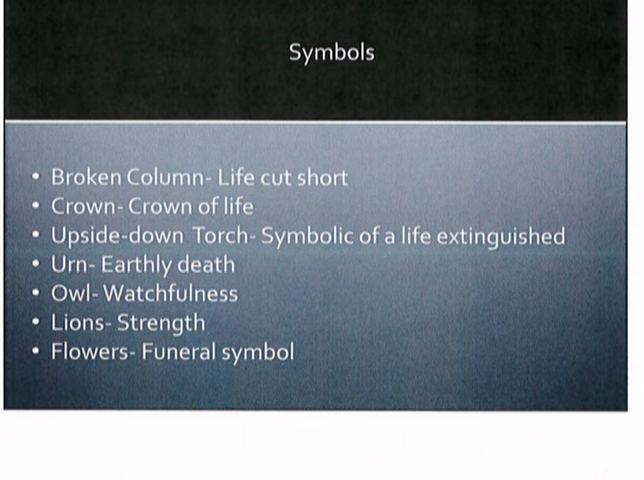 Symbols
• Broken Column- Life cut short
• Crown- Crown of life
• Upside-down Torch- Symbolic of a life extinguished
• Urn- Earthly death
• Owl- Watchfulness
• Lions- Strength
• Flowers- Funeral symbol